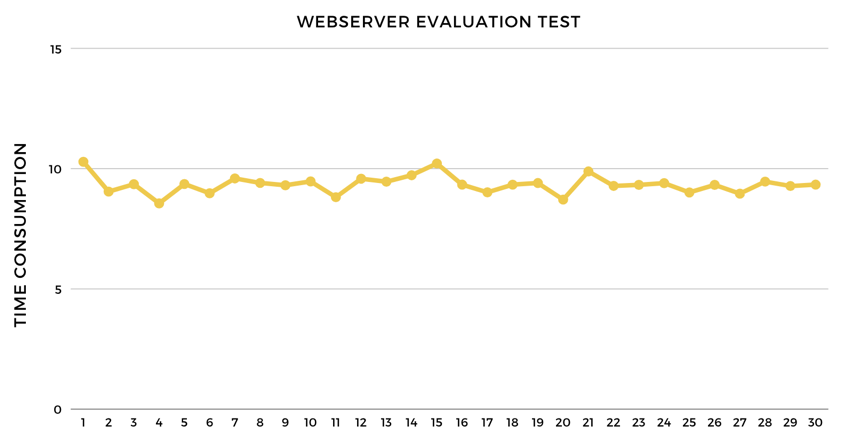 WEBSERVER EVALUATION TEST
15
10
5
0
TIME CONSUMPTION
1 2 3 4 5 6 7 8 9 10 11 12 13 14 15 16 17 18 19 20 21 22 23 24 25 26 27 28 29 30